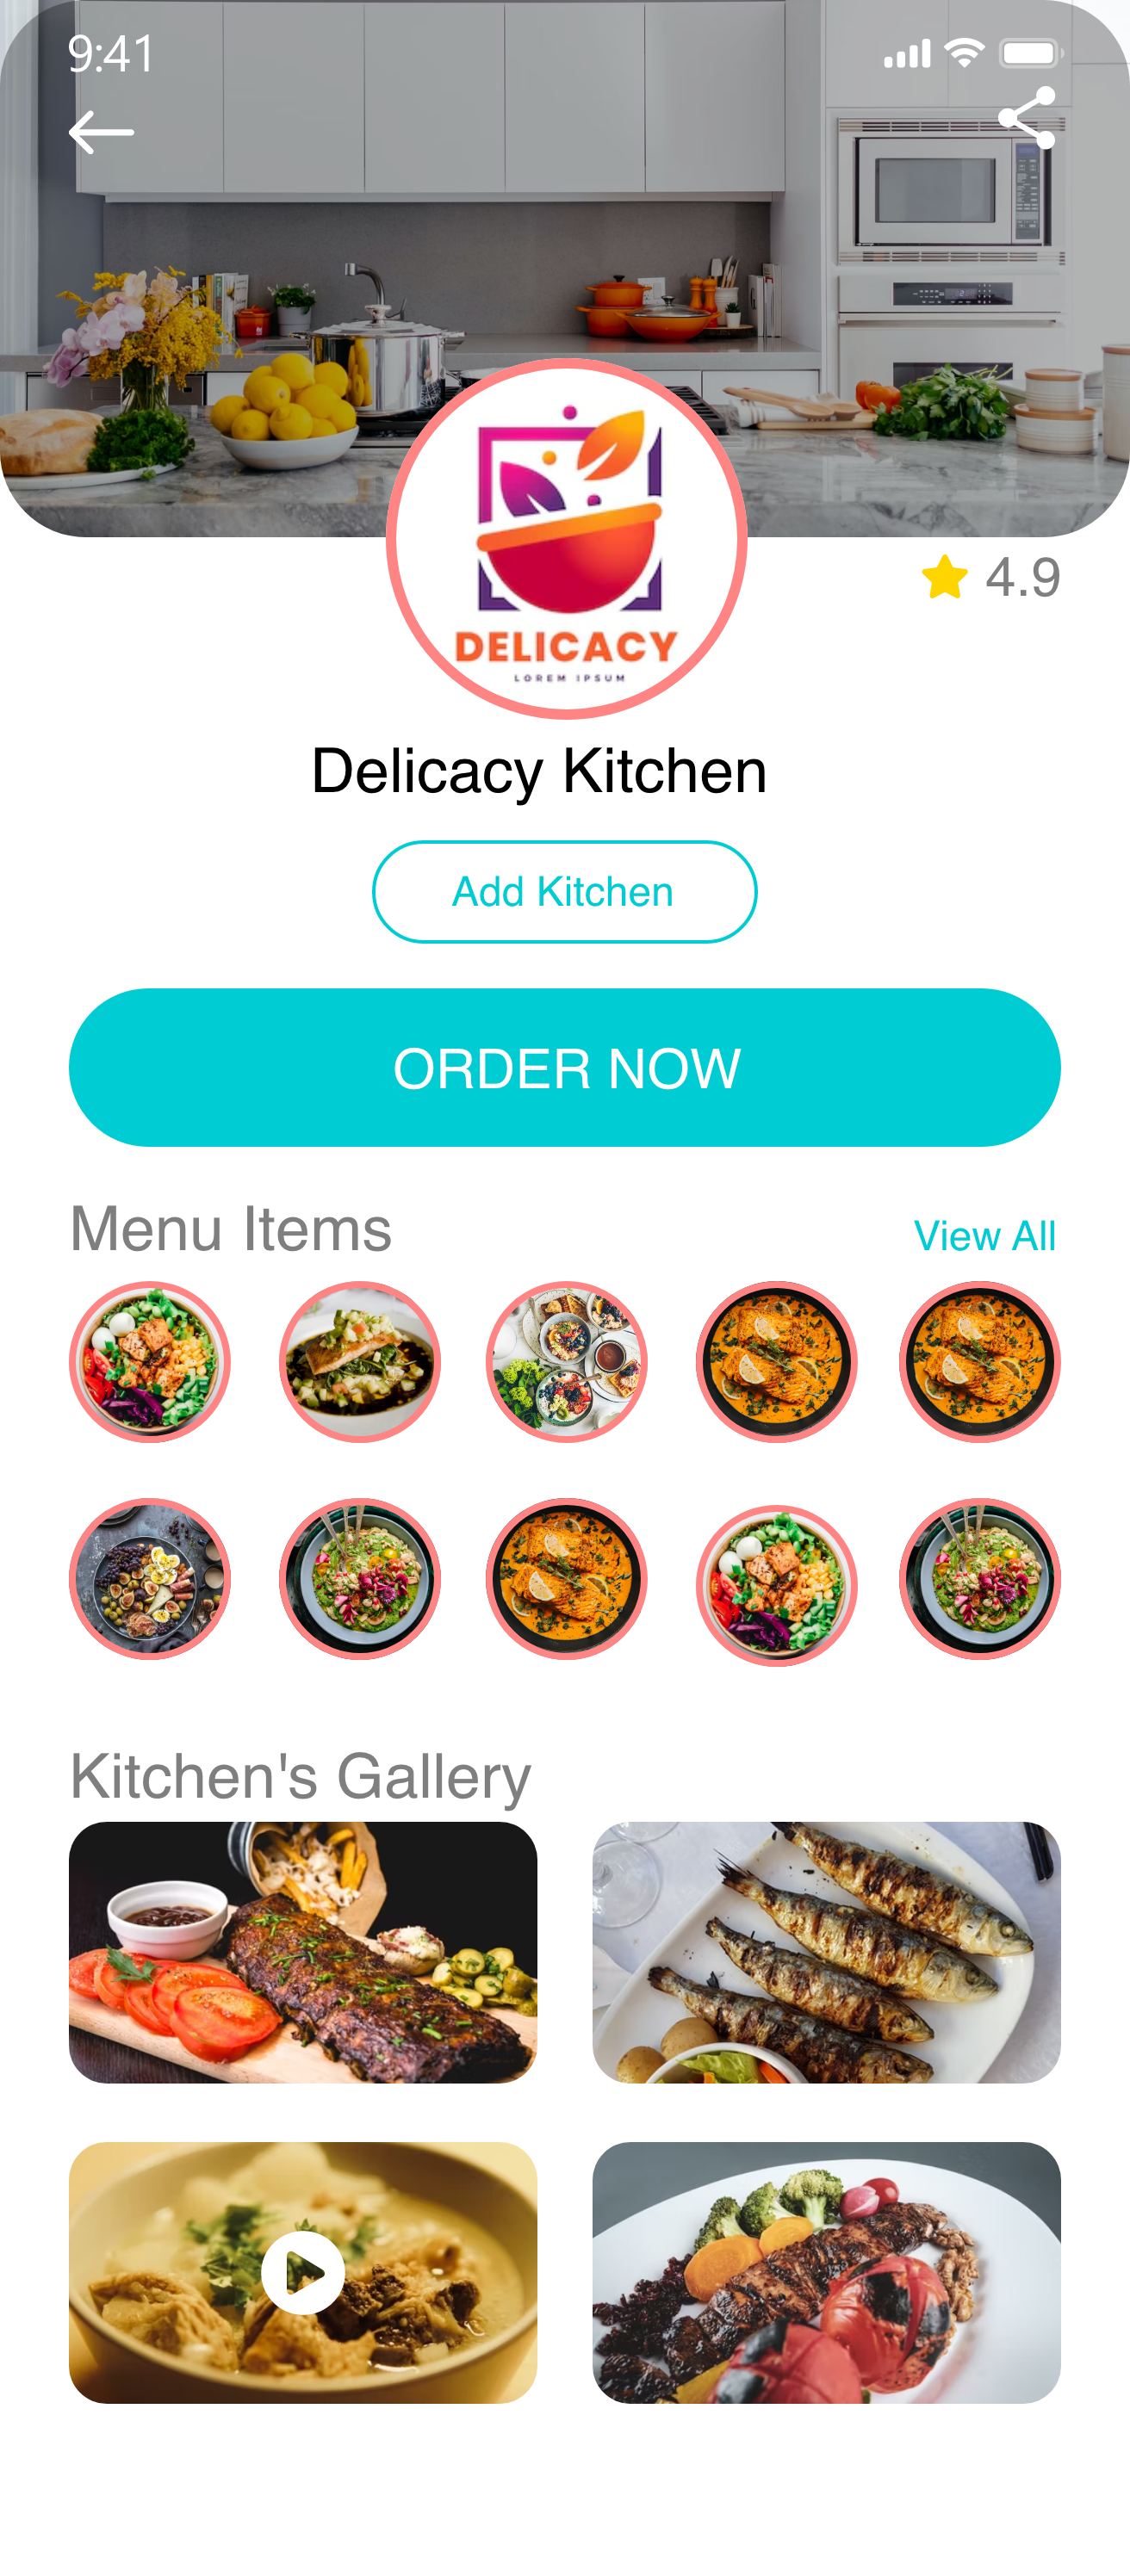 9:41
DELICACY
LOREM IPSUM
4.9
Delicacy Kitchen
Add Kitchen
ORDER NOW
Menu Items
View All
Kitchen's Gallery